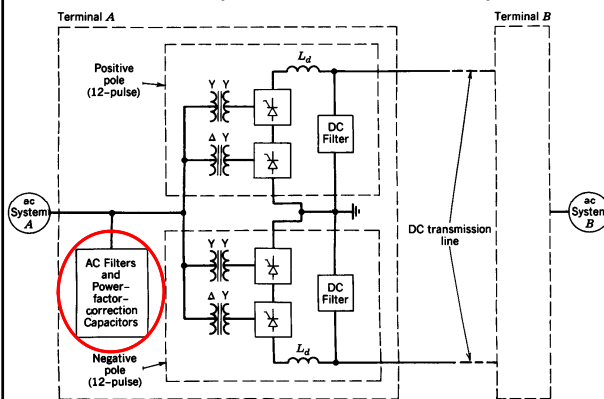 Terminal A
Terminal B
Positive
pole
(12-pulse)
L_d
Y Y
Δ Y
DC
Filter
ac
System
A
AC Filters
and
Power-
factor-
correction
Capacitors
DC transmission
line
ac
System
B
Y Y
Δ Y
DC
Filter
L_d
Negative
pole
(12-pulse)